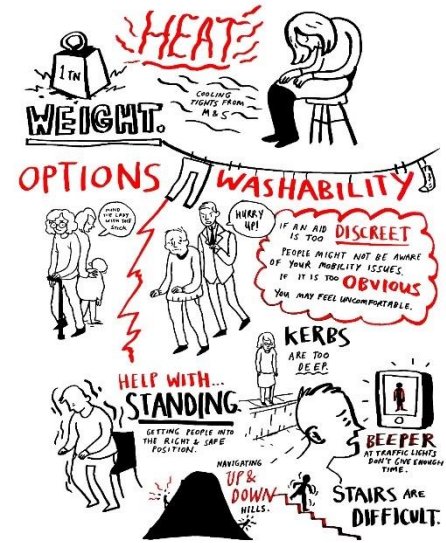 1 TN
WEIGHT.
HEAT
COOLING
TIGHTS FROM
M & S
OPTIONS
MIND
THE LADY
WITH THE
STICK
WASHABILITY
HURRY
UP!
IF AN AID
IS TOO DISCREET
PEOPLE MIGHT NOT BE AWARE
OF YOUR MOBILITY ISSUES.
IF IT IS TOO OBVIOUS
YOU MAY FEEL UNCOMFORTABLE.
KERBS
ARE TOO
DEEP.
HELP WITH...
STANDING.
GETTING PEOPLE INTO
THE RIGHT & SAFE
POSITION.
BEEPER
AT TRAFFIC LIGHTS
DON'T GIVE ENOUGH
TIME.
NAVIGATING
UP &
DOWN
HILLS.
STAIRS ARE
DIFFICULT.